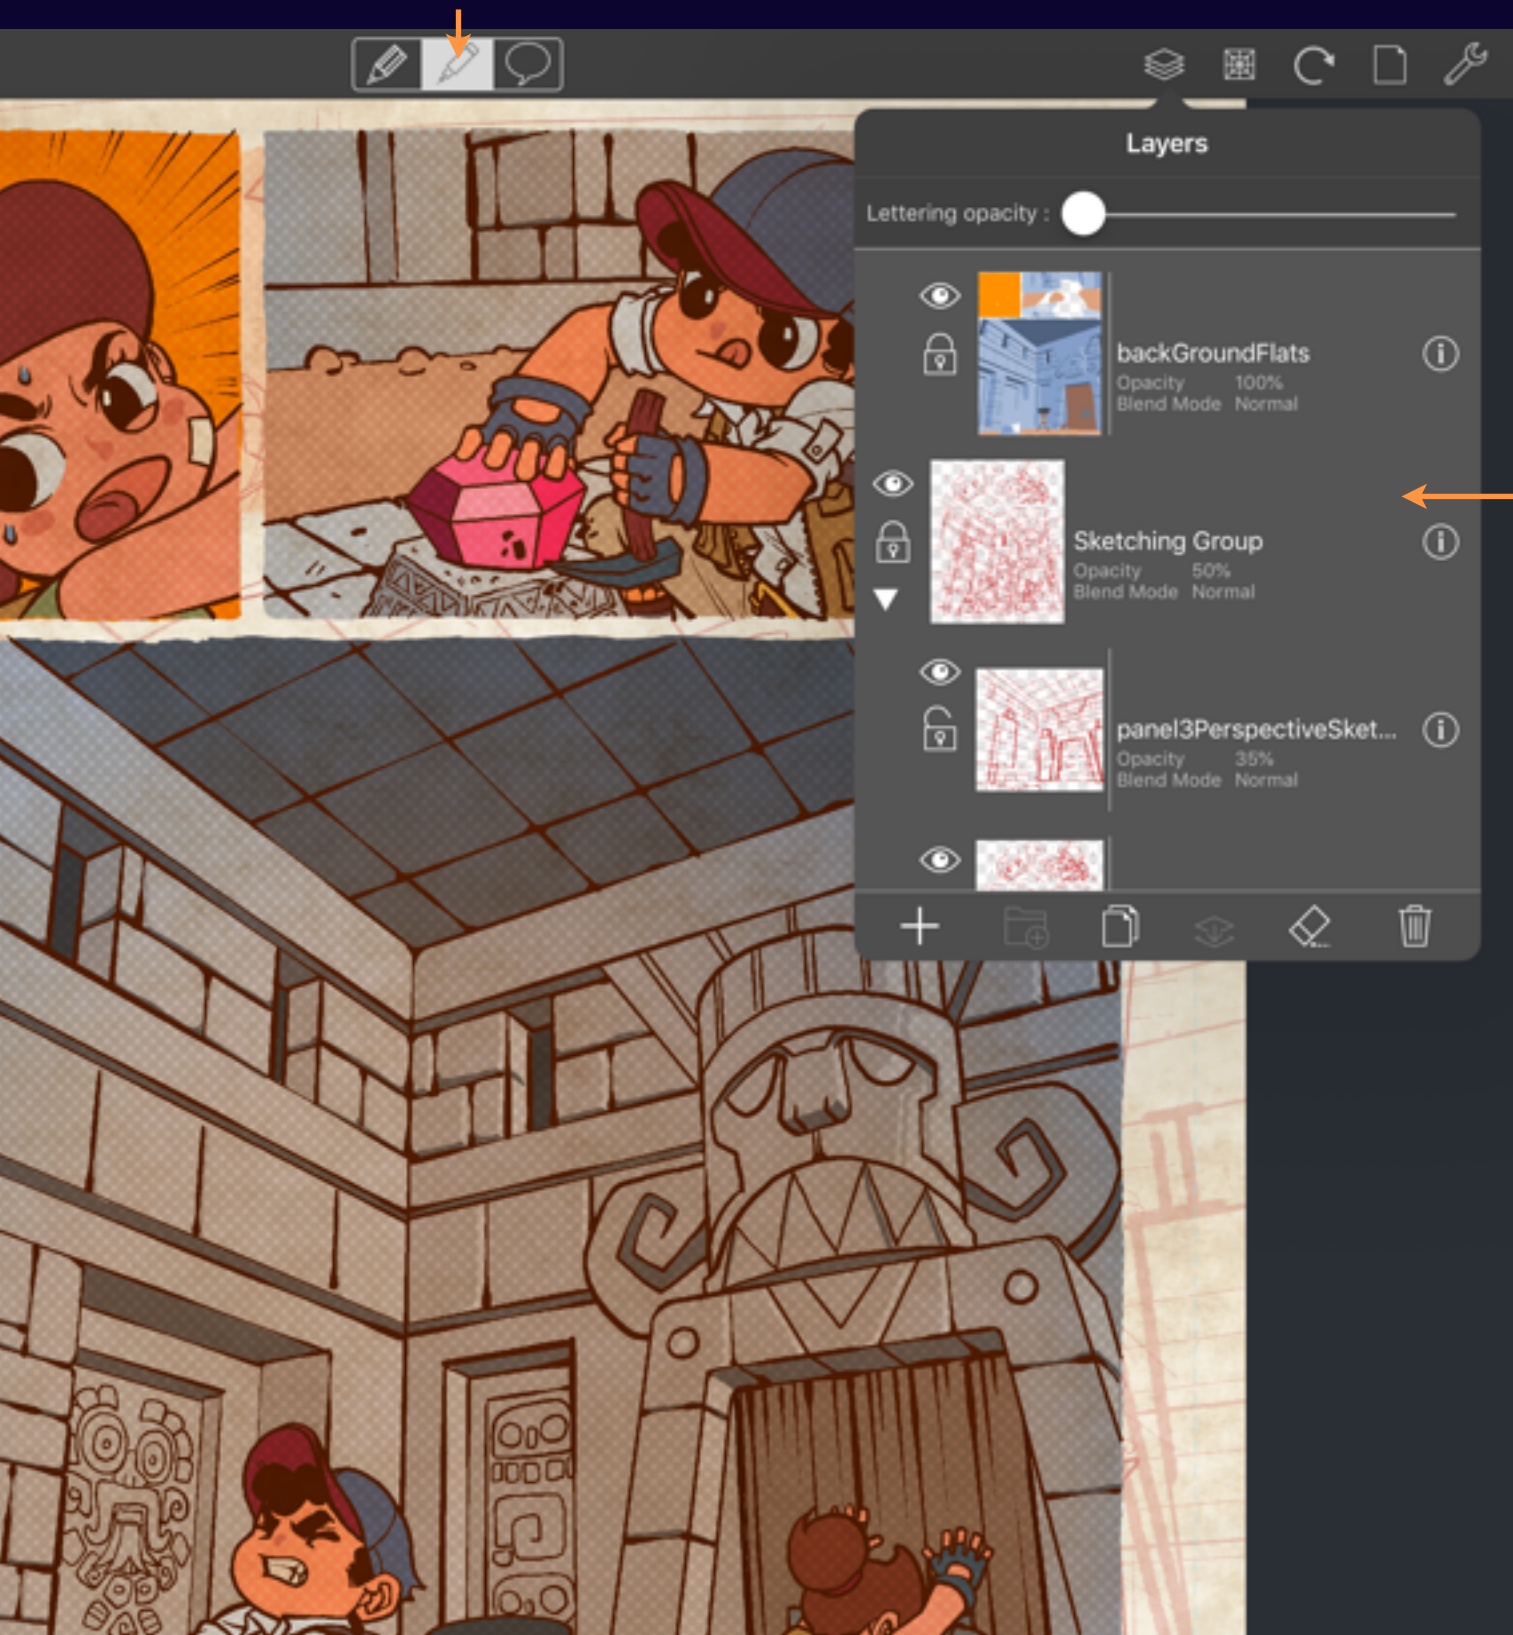 Layers
Lettering opacity :
backGroundFlats
Opacity 100%
Blend Mode Normal
Sketching Group
Opacity 50%
Blend Mode Normal
panel3PerspectiveSket...
Opacity 35%
Blend Mode Normal